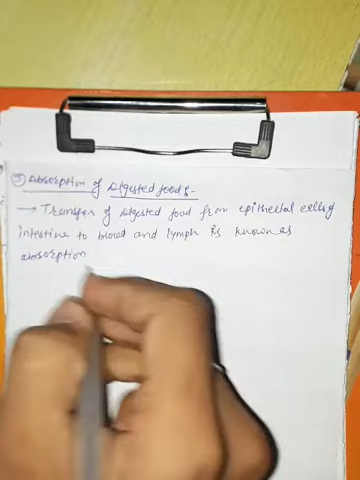 ③ Absorption of Digested food :-
→ Transfer of digested food from epithelial cells of
intestine to blood and lymph is known as
absorption